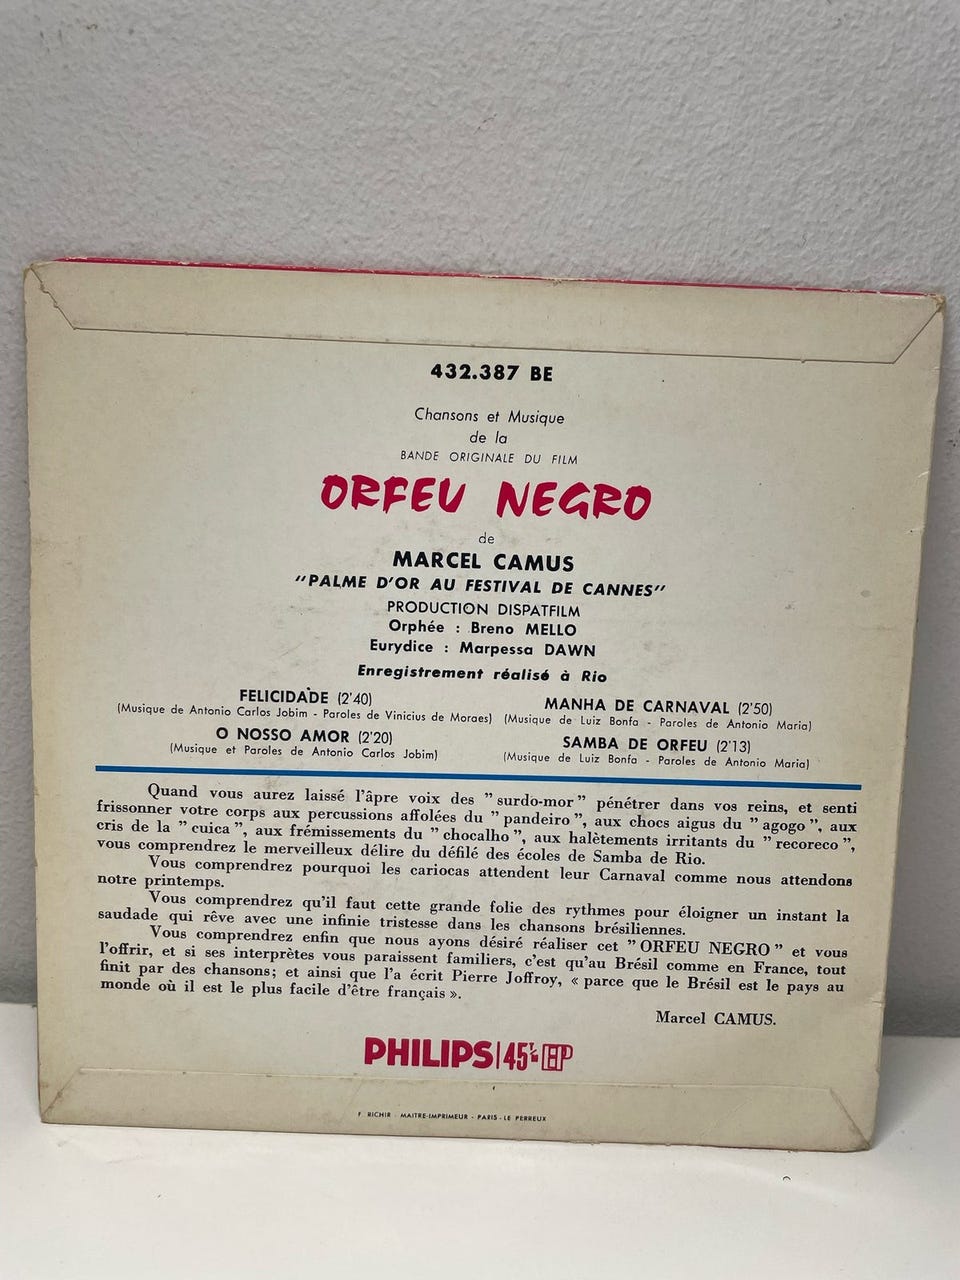 432.387 BE
Chansons et Musique
de la
BANDE ORIGINALE DU FILM
ORFEU NEGRO
de
MARCEL CAMUS
"PALME D'OR AU FESTIVAL DE CANNES"
PRODUCTION DISPATFILM
Orphée : Breno MELLO
Eurydice : Marpessa DAWN
Enregistrement réalisé à Rio
FELICIDADE (2'40)
(Musique de Antonio Carlos Jobim - Paroles de Vinicius de Moraes)
O NOSSO AMOR (2'20)
(Musique et Paroles de Antonio Carlos Jobim)
MANHA DE CARNAVAL (2'50)
(Musique de Luiz Bonfa - Paroles de Antonio Maria)
SAMBA DE ORFEU (2'13)
(Musique de Luiz Bonfa - Paroles de Antonio Maria)
Quand vous aurez laissé l'âpre voix des "surdo-mor" pénétrer dans vos reins, et senti
frissonner votre corps aux percussions affolées du "pandeiro", aux chocs aigus du "agogo", aux
cris de la "cuica", aux frémissements du "chocalho", aux halètements irritants du "recoreco",
vous comprendrez le merveilleux délire du défilé des écoles de Samba de Rio.
Vous comprendrez pourquoi les cariocas attendent leur Carnaval comme nous attendons
notre printemps.
Vous comprendrez qu'il faut cette grande folie des rythmes pour éloigner un instant la
saudade qui rêve avec une infinie tristesse dans les chansons brésiliennes.
Vous comprendrez enfin que nous ayons désiré réaliser cet "ORFEU NEGRO" et vous
l'offrir, et si ses interprètes vous paraissent familiers, c'est qu'au Brésil comme en France, tout
finit par des chansons; et ainsi que l'a écrit Pierre Joffroy, « parce que le Brésil est le pays au
monde où il est le plus facile d'être français ».
Marcel CAMUS.
PHILIPS 45 EP
F. RICHIR - MAITRE-IMPRIMEUR - PARIS - LE PERREUX